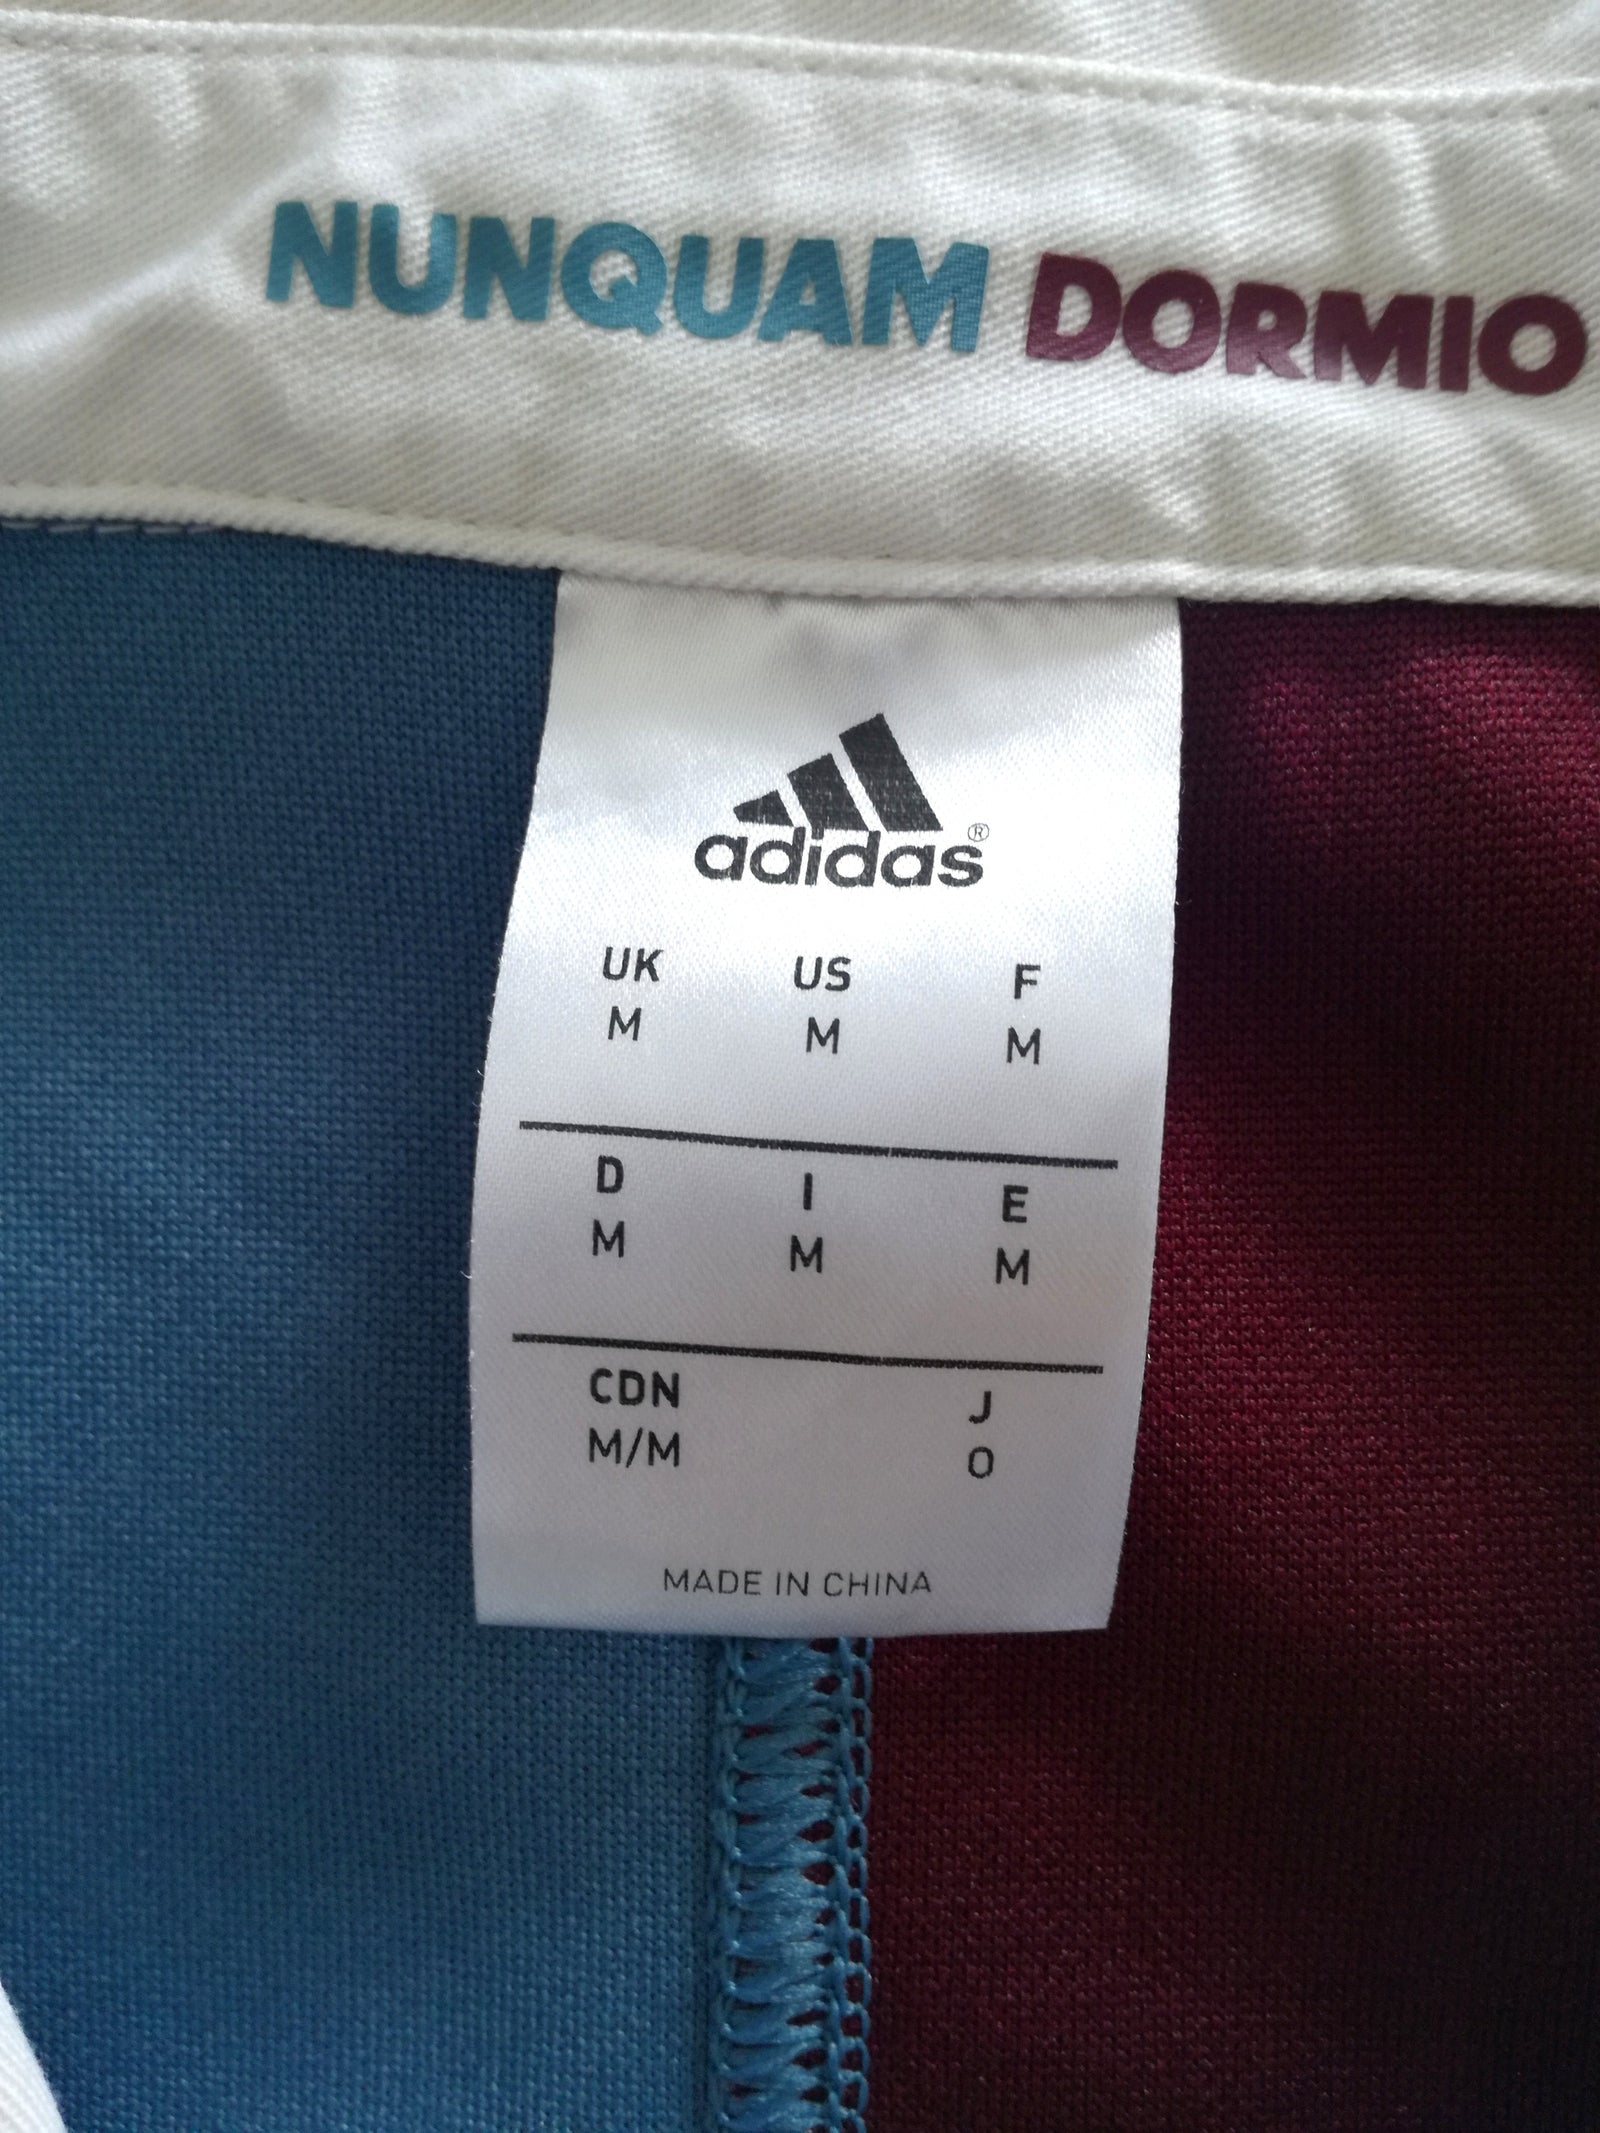 NUNQUAM DORMIO
adidas®
UK US F
M M M
D I E
M M M
CDN J
M/M O
MADE IN CHINA